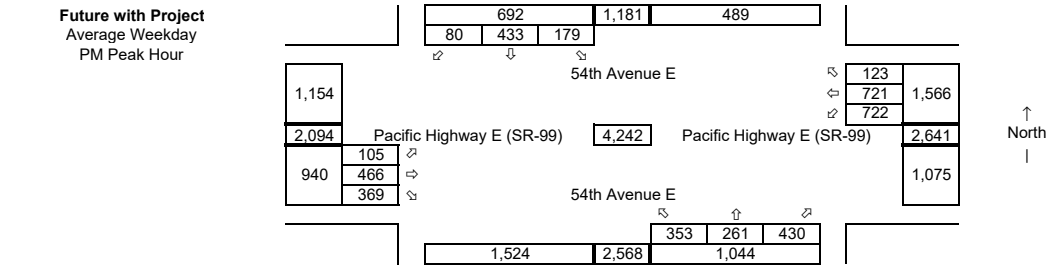 Future with Project 692 1,181 489
Average Weekday 80 433 179
PM Peak Hour ⬃ ⇩ ⬂
54th Avenue E ⬁ 123
1,154 ⇦ 721 1,566
⬃ 722 ↑
2,094 Pacific Highway E (SR-99) 4,242 Pacific Highway E (SR-99) 2,641 North
105 ⬀ |
940 466 ⇨ 1,075
369 ⬂ 54th Avenue E
⬁ ⇧ ⬀
353 261 430
1,524 2,568 1,044